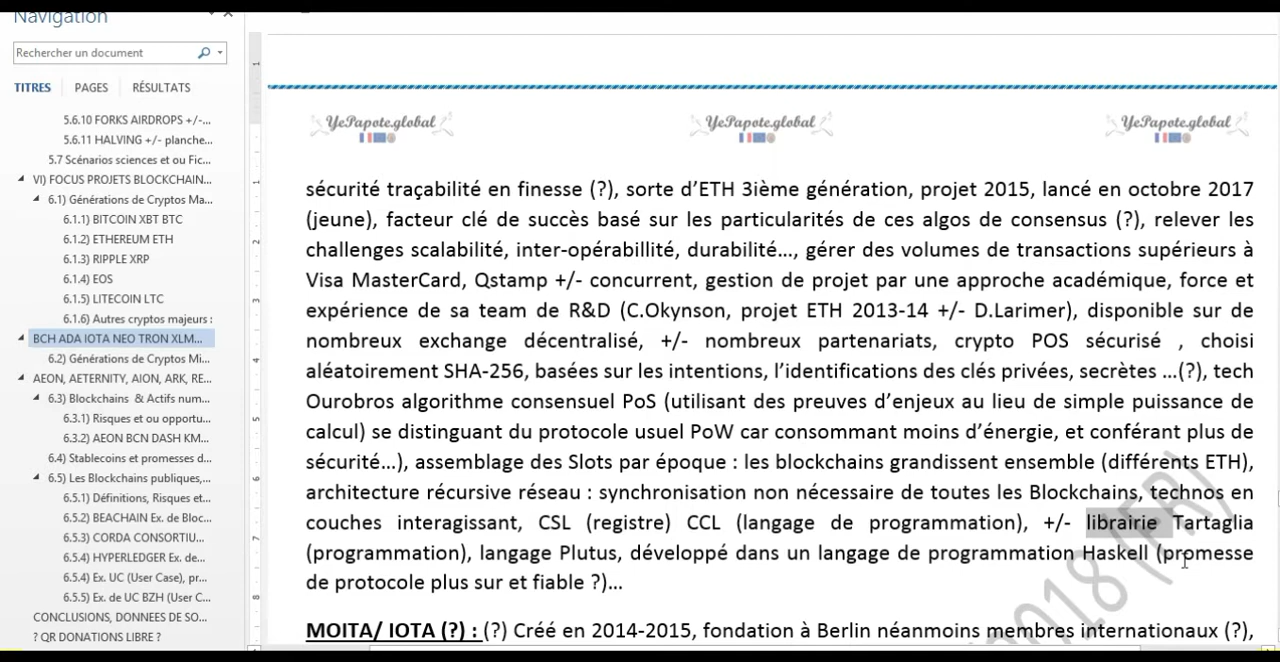 Navigation
Rechercher un document
TITRES PAGES RÉSULTATS
5.6.10 FORKS AIRDROPS +/-...
5.6.11 HALVING +/- planche...
5.7 Scénarios sciences et ou Fic...
VI) FOCUS PROJETS BLOCKCHAIN...
6.1) Générations de Cryptos Ma...
6.1.1) BITCOIN XBT BTC
6.1.2) ETHEREUM ETH
6.1.3) RIPPLE XRP
6.1.4) EOS
6.1.5) LITECOIN LTC
6.1.6) Autres cryptos majeurs :
BCH ADA IOTA NEO TRON XLM...
6.2) Générations de Cryptos Mi...
AEON, AETERNITY, AION, ARK, RE...
6.3) Blockchains & Actifs num...
6.3.1) Risques et ou opportu...
6.3.2) AEON BCN DASH KM...
6.4) Stablecoins et promesses d...
6.5) Les Blockchains publiques,...
6.5.1) Définitions, Risques et...
6.5.2) BEACHAIN Ex. de Bloc...
6.5.3) CORDA CONSORTIU...
6.5.4) HYPERLEDGER Ex. de...
6.5.4) Ex. UC (User Case), pr...
6.5.5) Ex. de UC BZH (User C...
CONCLUSIONS, DONNEES DE SO...
? QR DONATIONS LIBRE ?
YePapote.global YePapote.global YePapote.global
sécurité traçabilité en finesse (?), sorte d’ETH 3ième génération, projet 2015, lancé en octobre 2017
(jeune), facteur clé de succès basé sur les particularités de ces algos de consensus (?), relever les
challenges scalabilité, inter-opérabillité, durabilité..., gérer des volumes de transactions supérieurs à
Visa MasterCard, Qstamp +/- concurrent, gestion de projet par une approche académique, force et
expérience de sa team de R&D (C.Okynson, projet ETH 2013-14 +/- D.Larimer), disponible sur de
nombreux exchange décentralisé, +/- nombreux partenariats, crypto POS sécurisé , choisi
aléatoirement SHA-256, basées sur les intentions, l’identifications des clés privées, secrètes ...(?), tech
Ourobros algorithme consensuel PoS (utilisant des preuves d’enjeux au lieu de simple puissance de
calcul) se distinguant du protocole usuel PoW car consommant moins d’énergie, et conférant plus de
sécurité...), assemblage des Slots par époque : les blockchains grandissent ensemble (différents ETH),
architecture récursive réseau : synchronisation non nécessaire de toutes les Blockchains, technos en
couches interagissant, CSL (registre) CCL (langage de programmation), +/- librairie Tartaglia
(programmation), langage Plutus, développé dans un langage de programmation Haskell (promesse
de protocole plus sur et fiable ?)...
MOITA/ IOTA (?) : (?) Créé en 2014-2015, fondation à Berlin néanmoins membres internationaux (?),
2018 (FR)